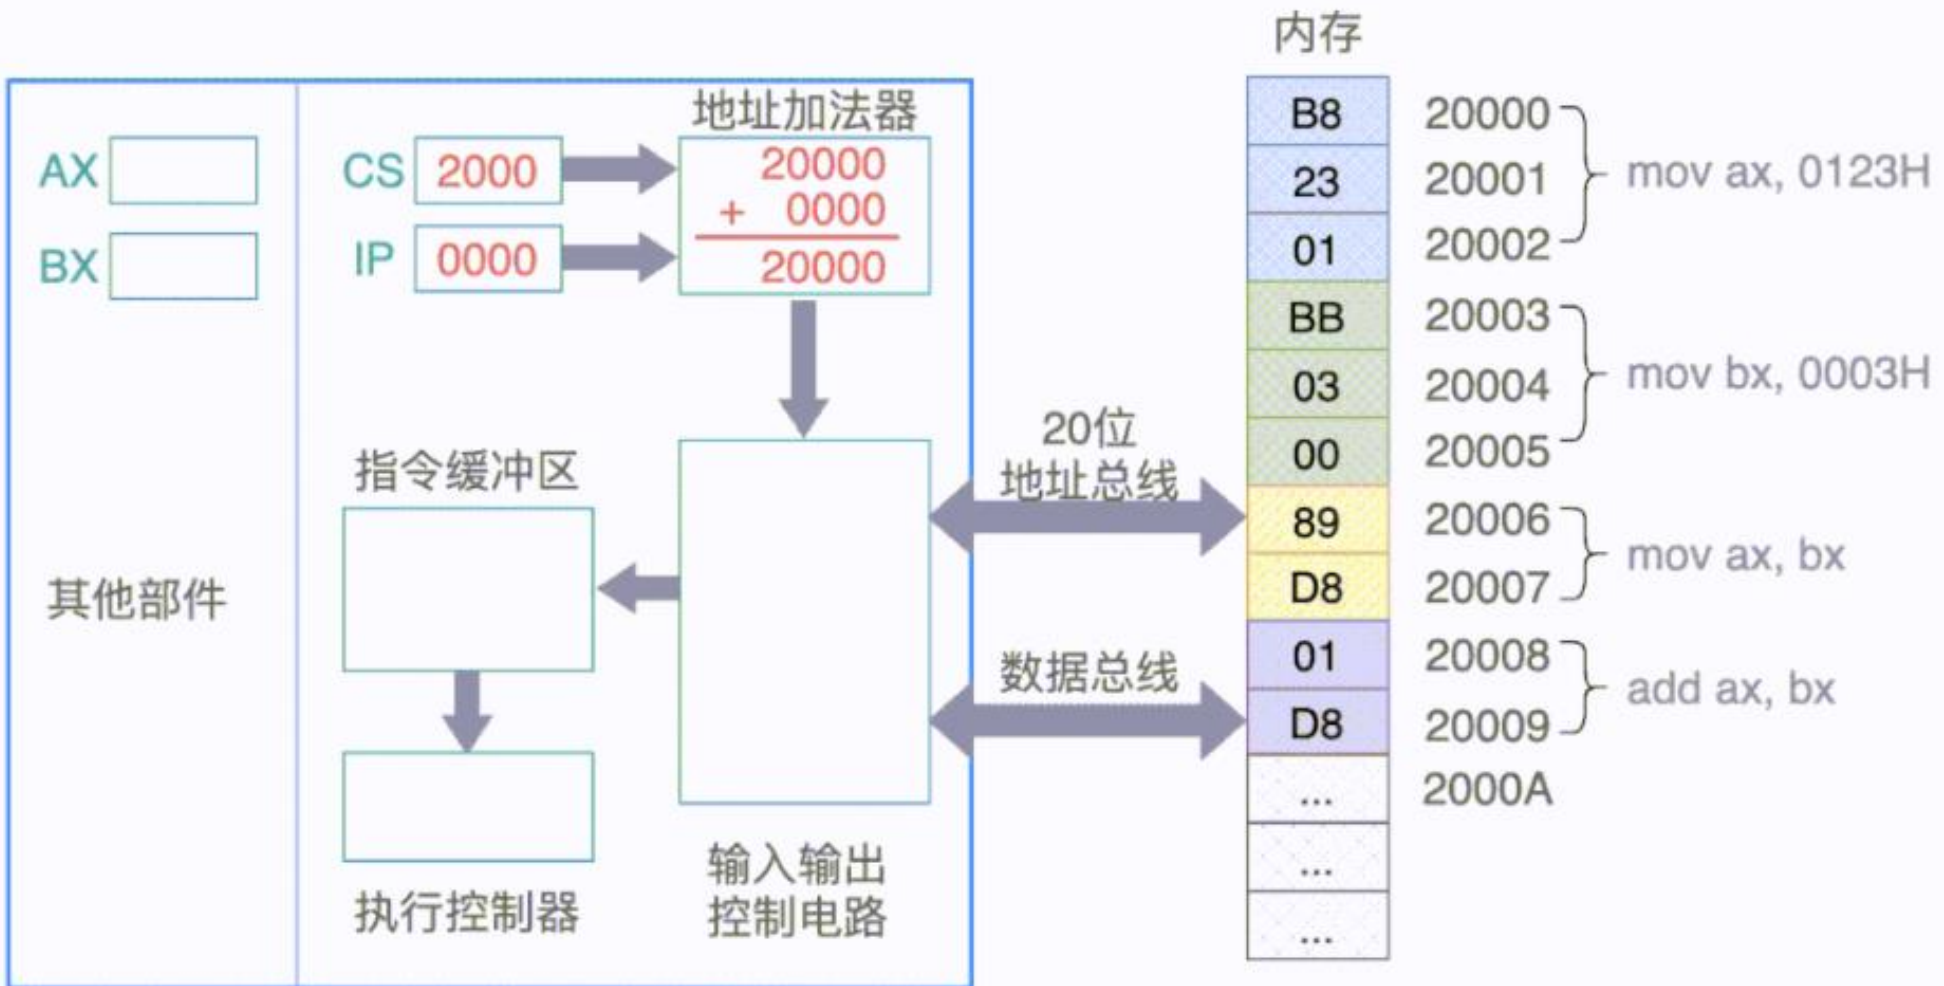 内存
地址加法器
AX
BX
CS 2000
IP 0000
20000
+ 0000
20000
指令缓冲区
其他部件
执行控制器
输入输出
控制电路
20位
地址总线
数据总线
B8 20000
23 20001
01 20002
mov ax, 0123H
BB 20003
03 20004
00 20005
mov bx, 0003H
89 20006
D8 20007
mov ax, bx
01 20008
D8 20009
add ax, bx
... 2000A
...
...